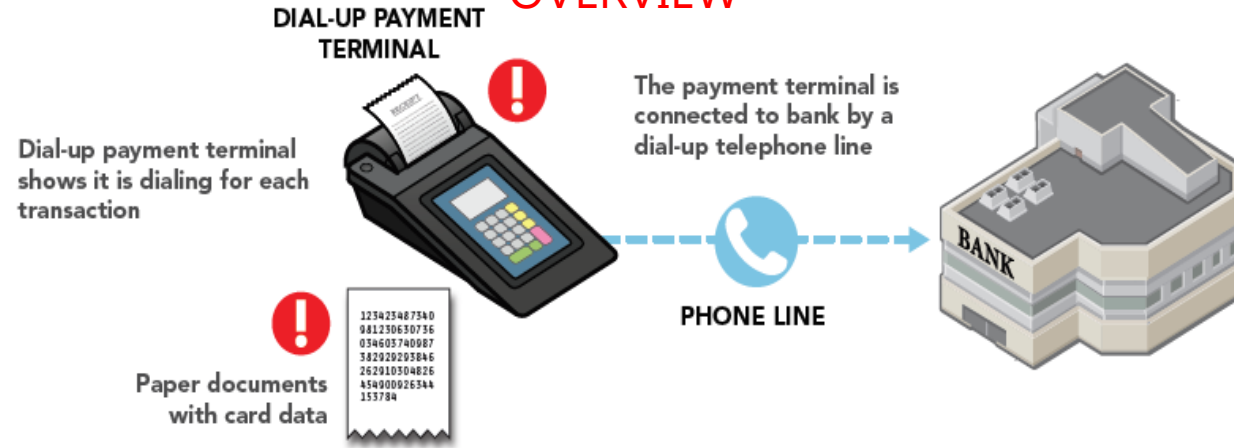 OVERVIEW
DIAL-UP PAYMENT
TERMINAL
RECEIPT
The payment terminal is
connected to bank by a
dial-up telephone line
Dial-up payment terminal
shows it is dialing for each
transaction
BANK
PHONE LINE
123423487340
981230630736
034603740987
382929293846
262910304826
454900926344
153784
Paper documents
with card data